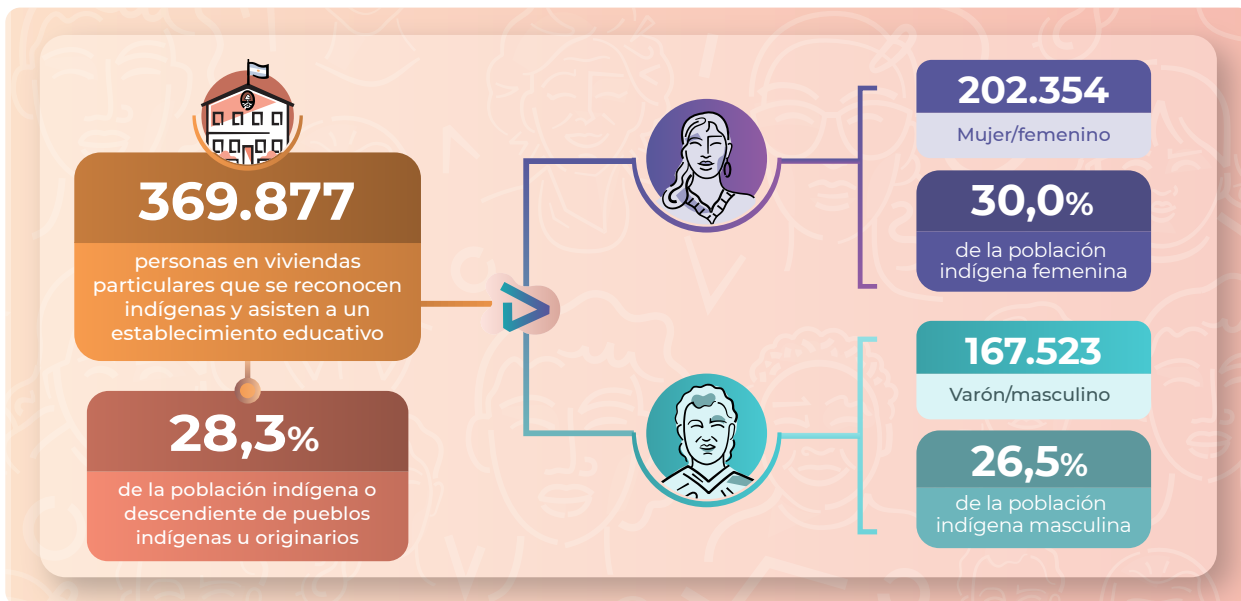 369.877
personas en viviendas
particulares que se reconocen
indígenas y asisten a un
establecimiento educativo
28,3%
de la población indígena o
descendiente de pueblos
indígenas u originarios
202.354
Mujer/femenino
30,0%
de la población
indígena femenina
167.523
Varón/masculino
26,5%
de la población
indígena masculina